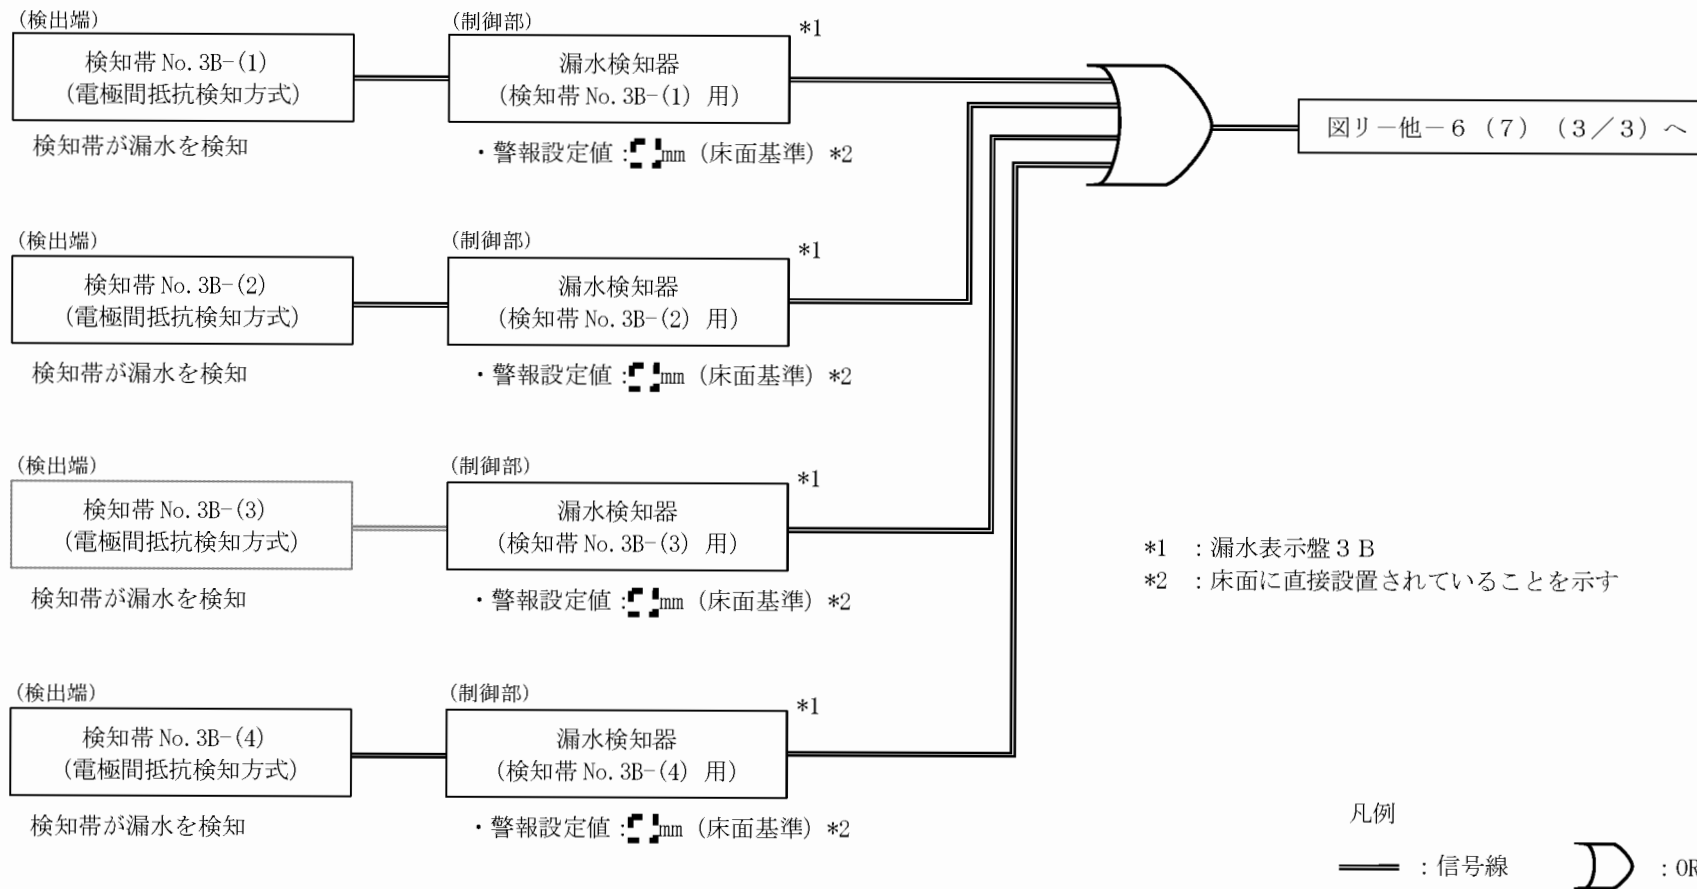 (検出端)
検知帯 No. 3B-(1)
(電極間抵抗検知方式)
検知帯が漏水を検知
(制御部)
*1
漏水検知器
(検知帯 No. 3B-(1) 用)
・警報設定値 : mm (床面基準) *2
図リ－他－6 (7) (3／3) へ
(検出端)
検知帯 No. 3B-(2)
(電極間抵抗検知方式)
検知帯が漏水を検知
(制御部)
*1
漏水検知器
(検知帯 No. 3B-(2) 用)
・警報設定値 : mm (床面基準) *2
(検出端)
検知帯 No. 3B-(3)
(電極間抵抗検知方式)
検知帯が漏水を検知
(制御部)
*1
漏水検知器
(検知帯 No. 3B-(3) 用)
・警報設定値 : mm (床面基準) *2
*1 : 漏水表示盤３Ｂ
*2 : 床面に直接設置されていることを示す
(検出端)
検知帯 No. 3B-(4)
(電極間抵抗検知方式)
検知帯が漏水を検知
(制御部)
*1
漏水検知器
(検知帯 No. 3B-(4) 用)
・警報設定値 : mm (床面基準) *2
凡例
: 信号線
: OR